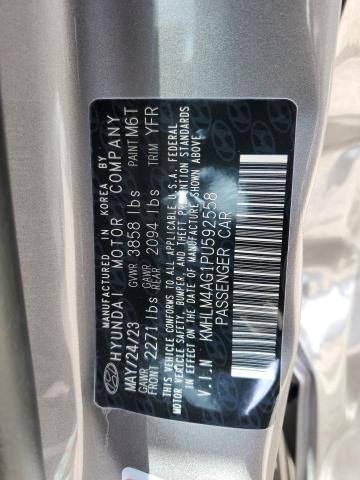 MANUFACTURED IN KOREA BY
HYUNDAI MOTOR COMPANY
MAY/24/23 GVWR 3858 lbs PAINT M6T
GAWR FRONT 2271 lbs GAWR REAR 2094 lbs TRIM YFR
THIS VEHICLE CONFORMS TO ALL APPLICABLE U.S.A. FEDERAL
MOTOR VEHICLE SAFETY, BUMPER AND THEFT PREVENTION
STANDARDS IN EFFECT ON THE DATE OF MANUFACTURE SHOWN ABOVE.
V.I.N KMHLM4AG1PU592558
PASSENGER CAR